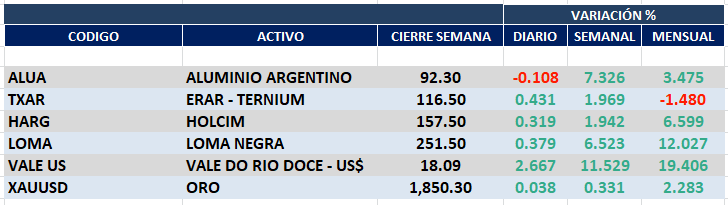 VARIACIÓN %
CODIGO ACTIVO CIERRE SEMANA DIARIO SEMANAL MENSUAL
ALUA ALUMINIO ARGENTINO 92.30 -0.108 7.326 3.475
TXAR ERAR - TERNIUM 116.50 0.431 1.969 -1.480
HARG HOLCIM 157.50 0.319 1.942 6.599
LOMA LOMA NEGRA 251.50 0.379 6.523 12.027
VALE US VALE DO RIO DOCE - US$ 18.09 2.667 11.529 19.406
XAUUSD ORO 1,850.30 0.038 0.331 2.283